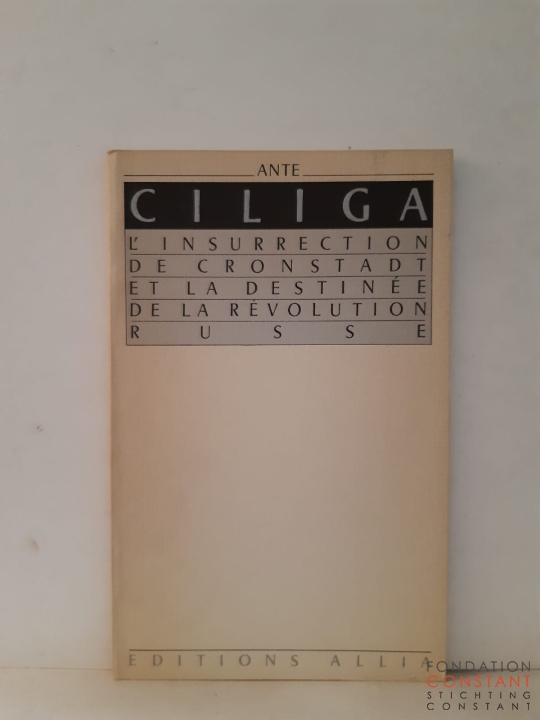 ANTE
CILIGA
L'INSURRECTION
DE CRONSTADT
ET LA DESTINÉE
DE LA RÉVOLUTION
RUSSE
EDITIONS ALLIA
FONDATION
CONSTANT
STICHTING
CONSTANT